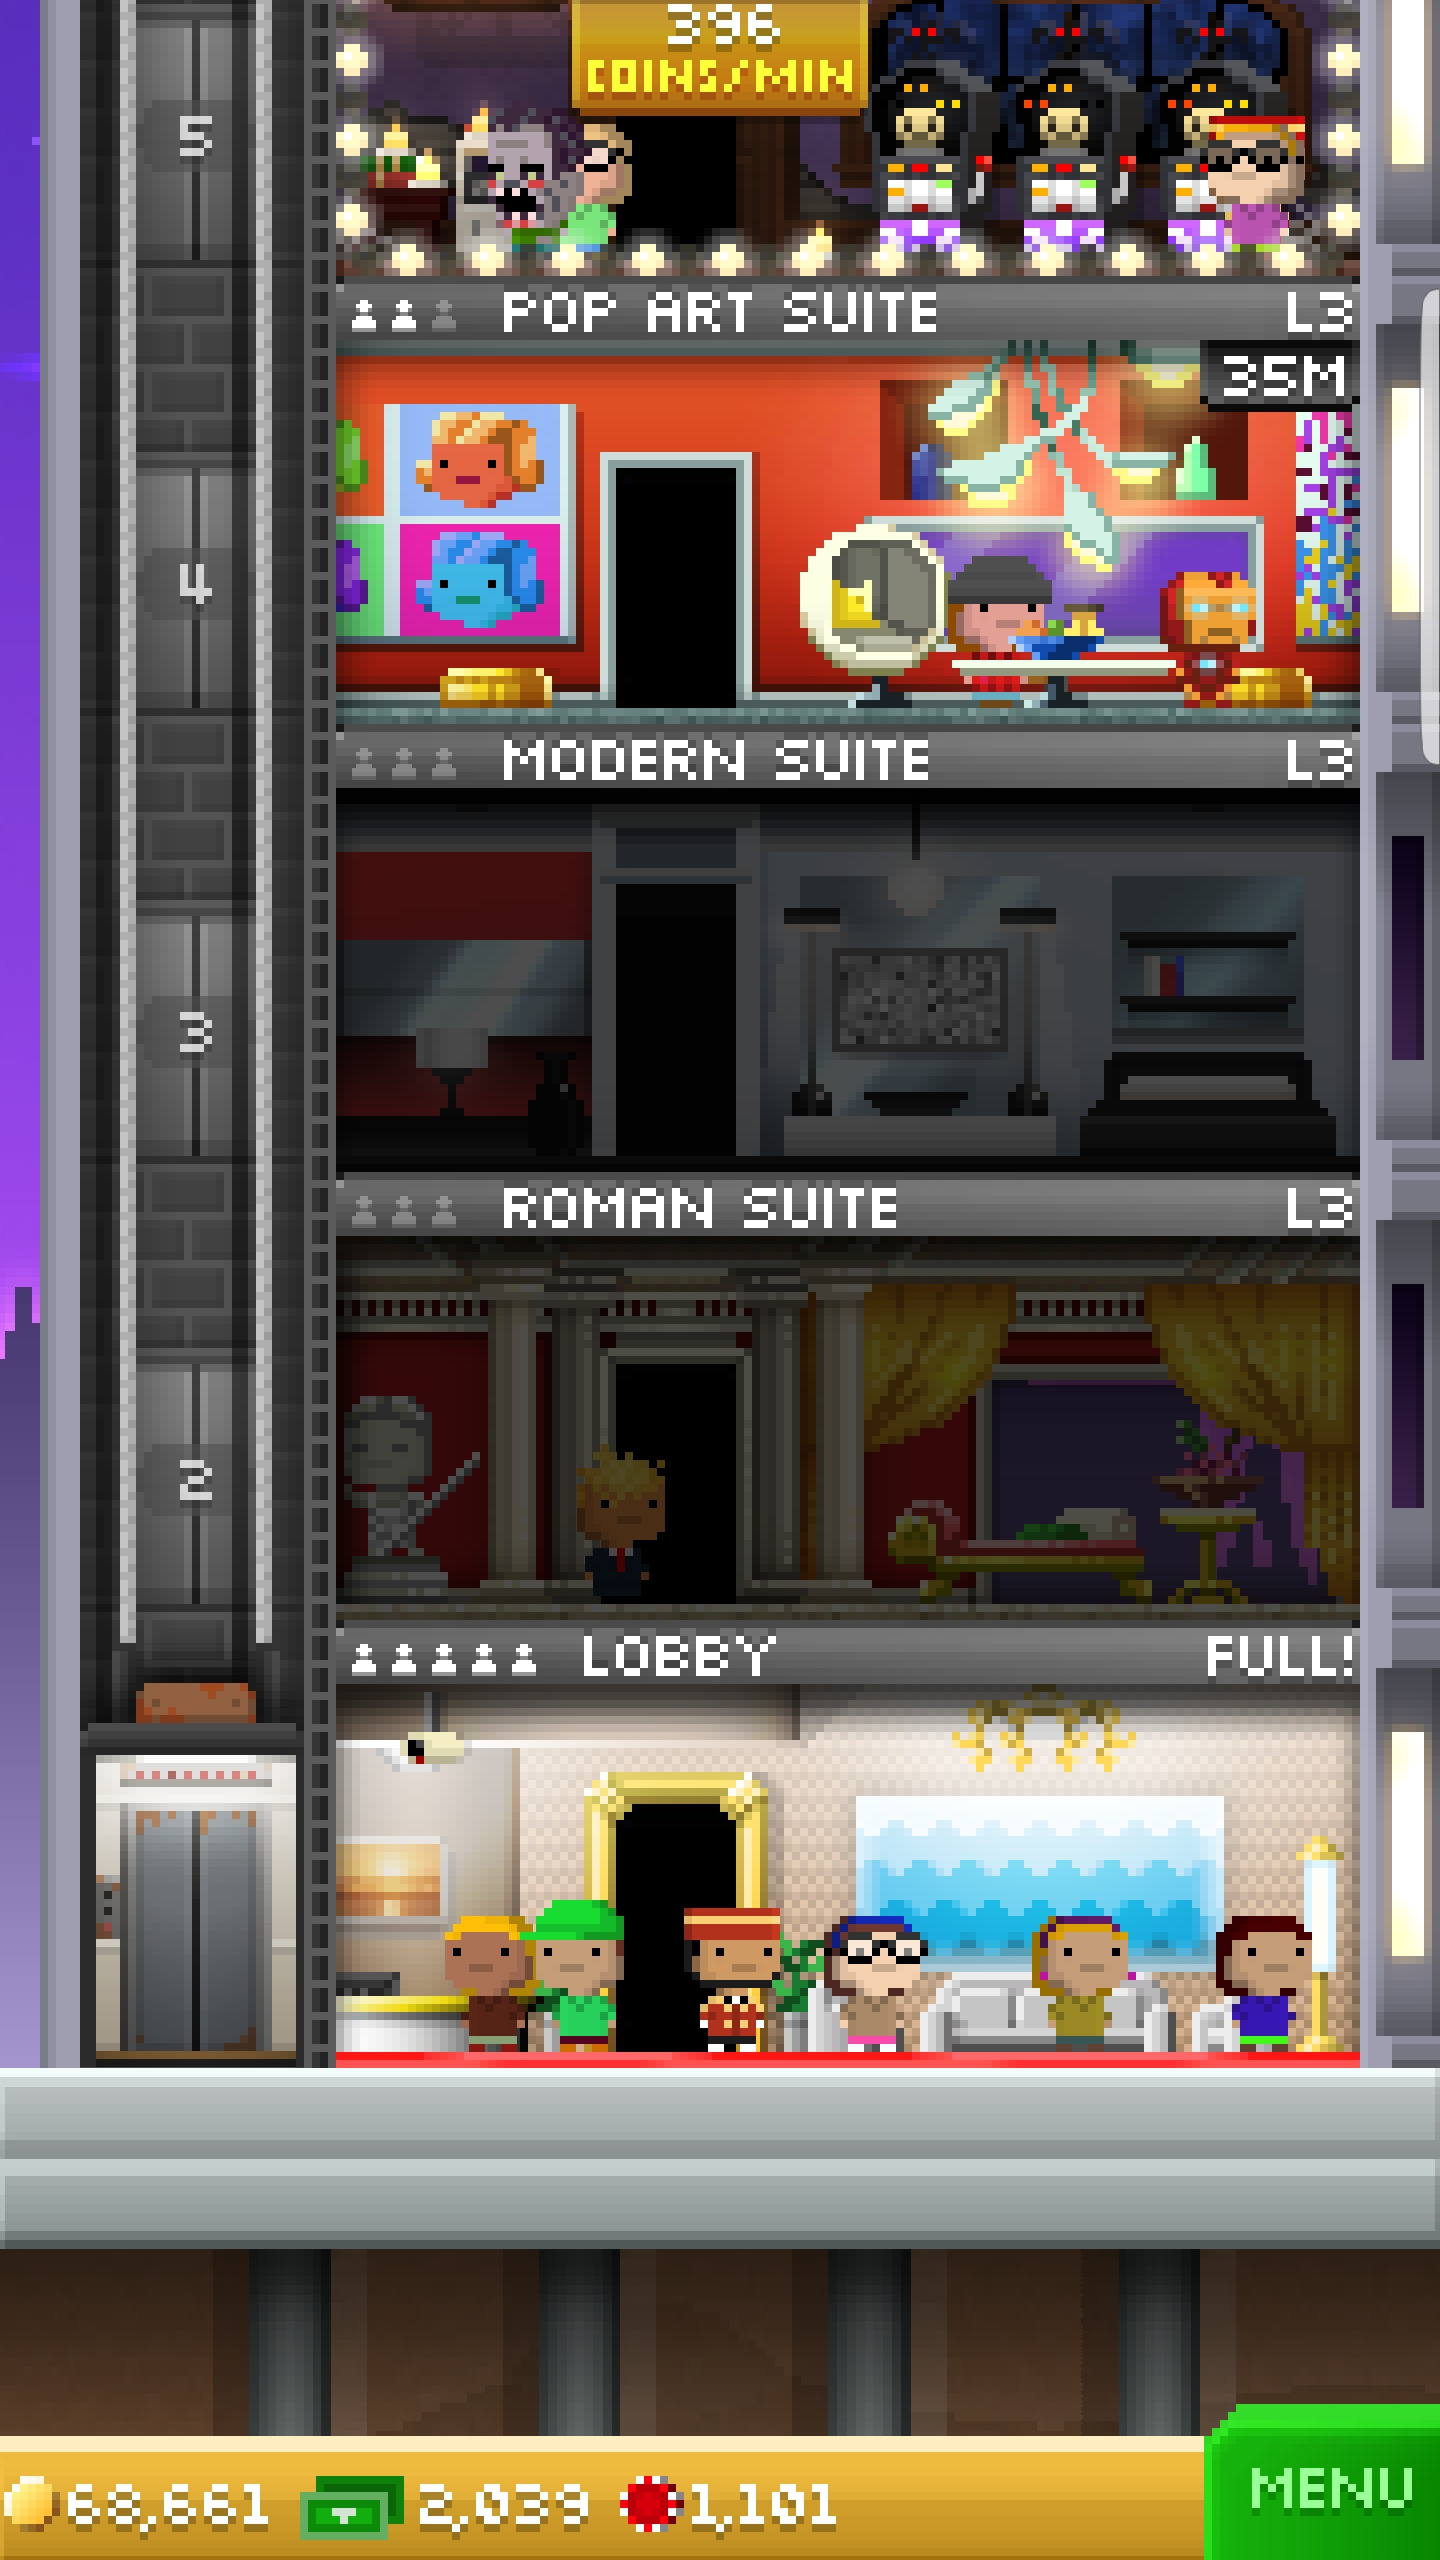 396
COINS/MIN
5
POP ART SUITE L3
35M
4
MODERN SUITE L3
3
ROMAN SUITE L3
2
LOBBY FULL!
68,661 2,039 1,101
MENU